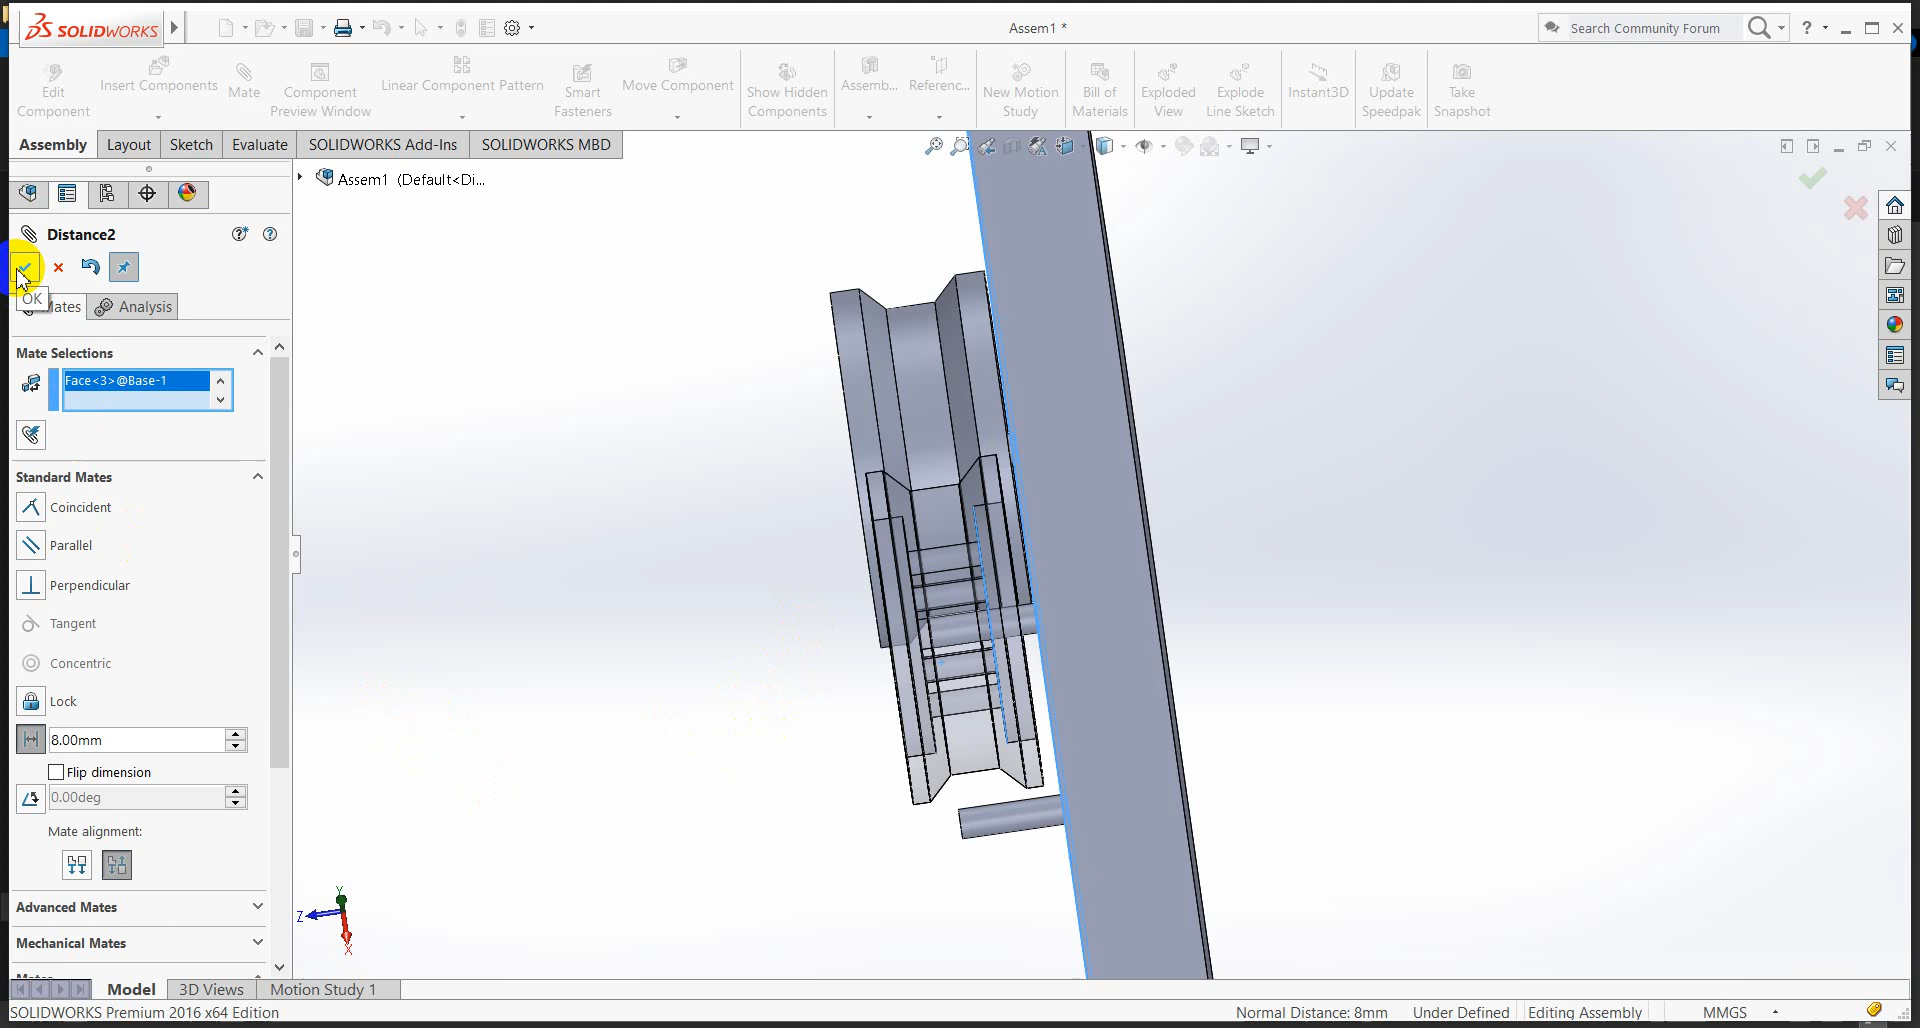 SOLIDWORKS
Assem1 *
Search Community Forum
?
Edit Component
Insert Components
Mate
Component Preview Window
Linear Component Pattern
Smart Fasteners
Move Component
Show Hidden Components
Assemb...
Referenc...
New Motion Study
Bill of Materials
Exploded View
Explode Line Sketch
Instant3D
Update Speedpak
Take Snapshot
Assembly
Layout
Sketch
Evaluate
SOLIDWORKS Add-Ins
SOLIDWORKS MBD
Assem1 (Default<Di...
Distance2
OK
Mates
Analysis
Mate Selections
Face<3>@Base-1
Standard Mates
Coincident
Parallel
Perpendicular
Tangent
Concentric
Lock
8.00mm
Flip dimension
0.00deg
Mate alignment:
Advanced Mates
Mechanical Mates
Y
Z
X
Model
3D Views
Motion Study 1
SOLIDWORKS Premium 2016 x64 Edition
Normal Distance: 8mm
Under Defined
Editing Assembly
MMGS